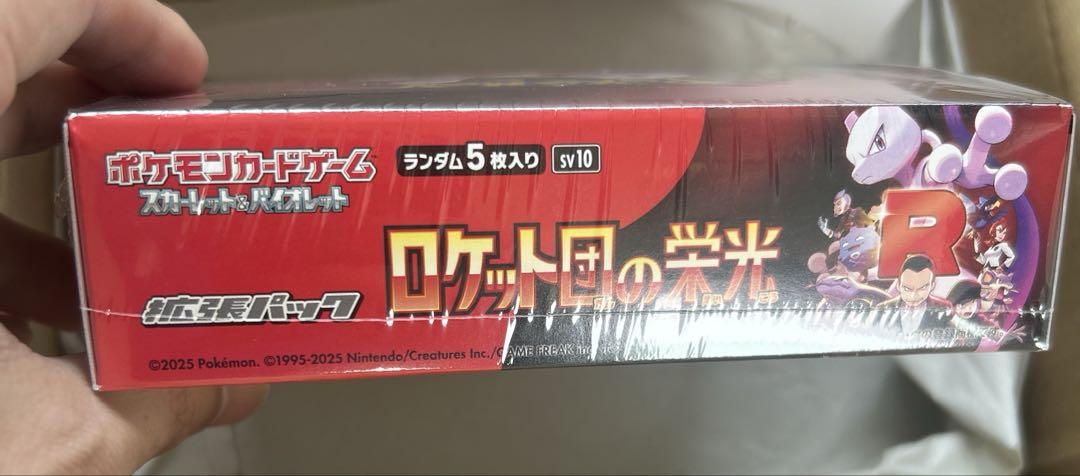 ポケモンカードゲーム
スカーレット&バイオレット
ランダム5枚入り
SV10
ロケット団の栄光
R
拡張パック
©2025 Pokémon. ©1995-2025 Nintendo/Creatures Inc./GAME FREAK inc.